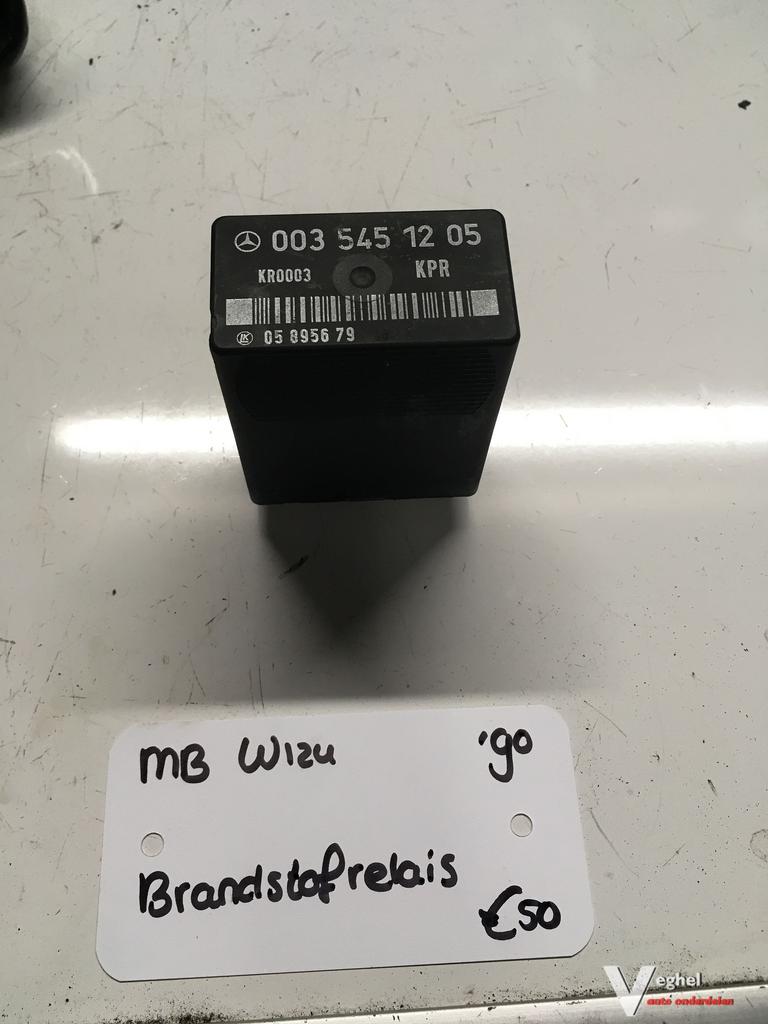 003 545 12 05
KR0003 KPR
05 8956 79
MB W124 '90
Brandstofrelais
€50
Veghel
auto onderdelen